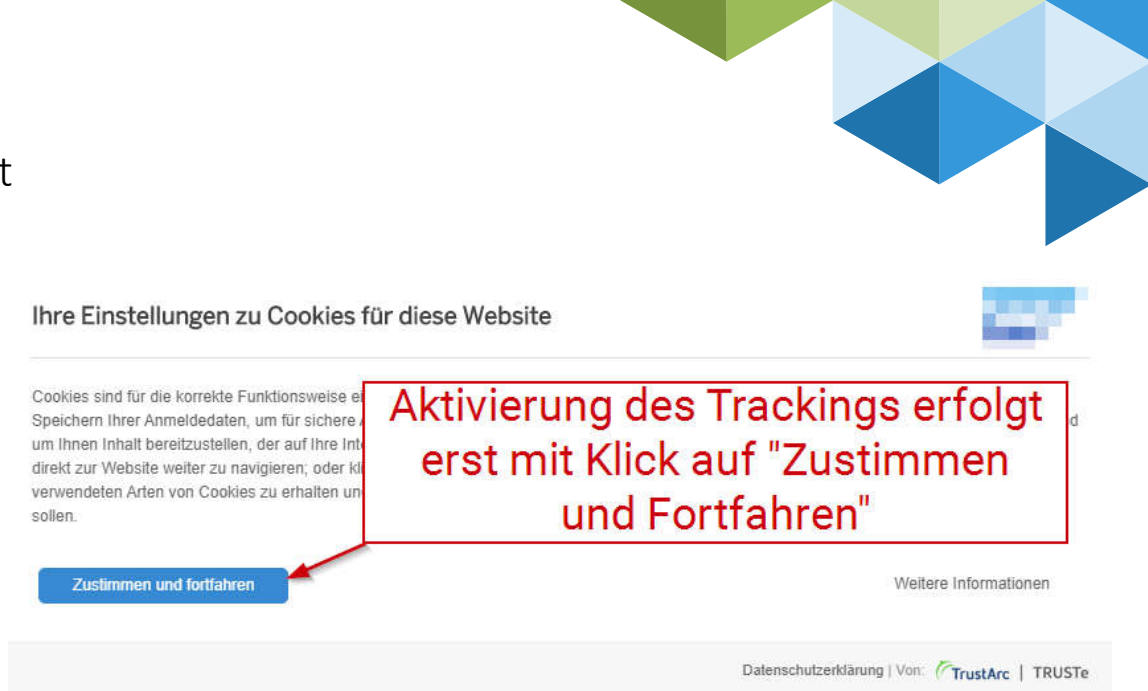 t
Ihre Einstellungen zu Cookies für diese Website
Cookies sind für die korrekte Funktionsweise
Speichern Ihrer Anmeldedaten, um für sichere
um Ihnen Inhalt bereitzustellen, der auf Ihre
direkt zur Website weiter zu navigieren; oder
verwendeten Arten von Cookies zu erhalten
sollen.
Aktivierung des Trackings erfolgt
erst mit Klick auf "Zustimmen
und Fortfahren"
Zustimmen und fortfahren
Weitere Informationen
Datenschutzerklärung | Von: TrustArc | TRUSTe